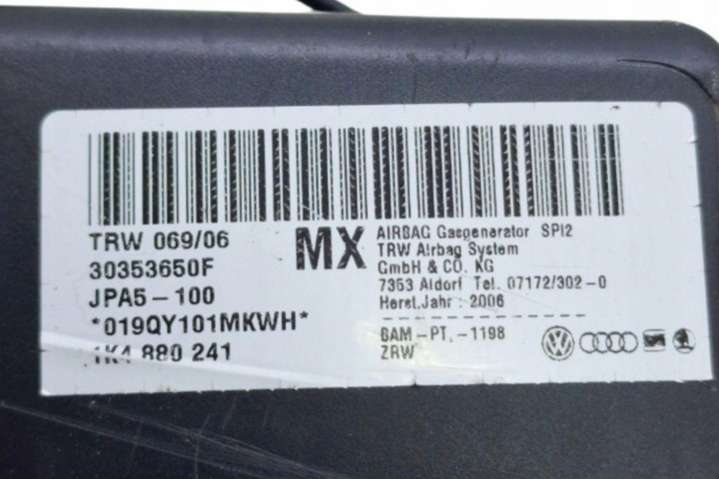 TRW 069/06
30353650F
JPA5-100
*019QY101MKWH*
1K4 880 241
MX
AIRBAG Gaspenerator SPI2
TRW Airbag System
GmbH & CO. KG
7353 Aldorf Tel. 07172/302-0
Herst.Jahr : 2006
BAM-PT.-1198
ZRW